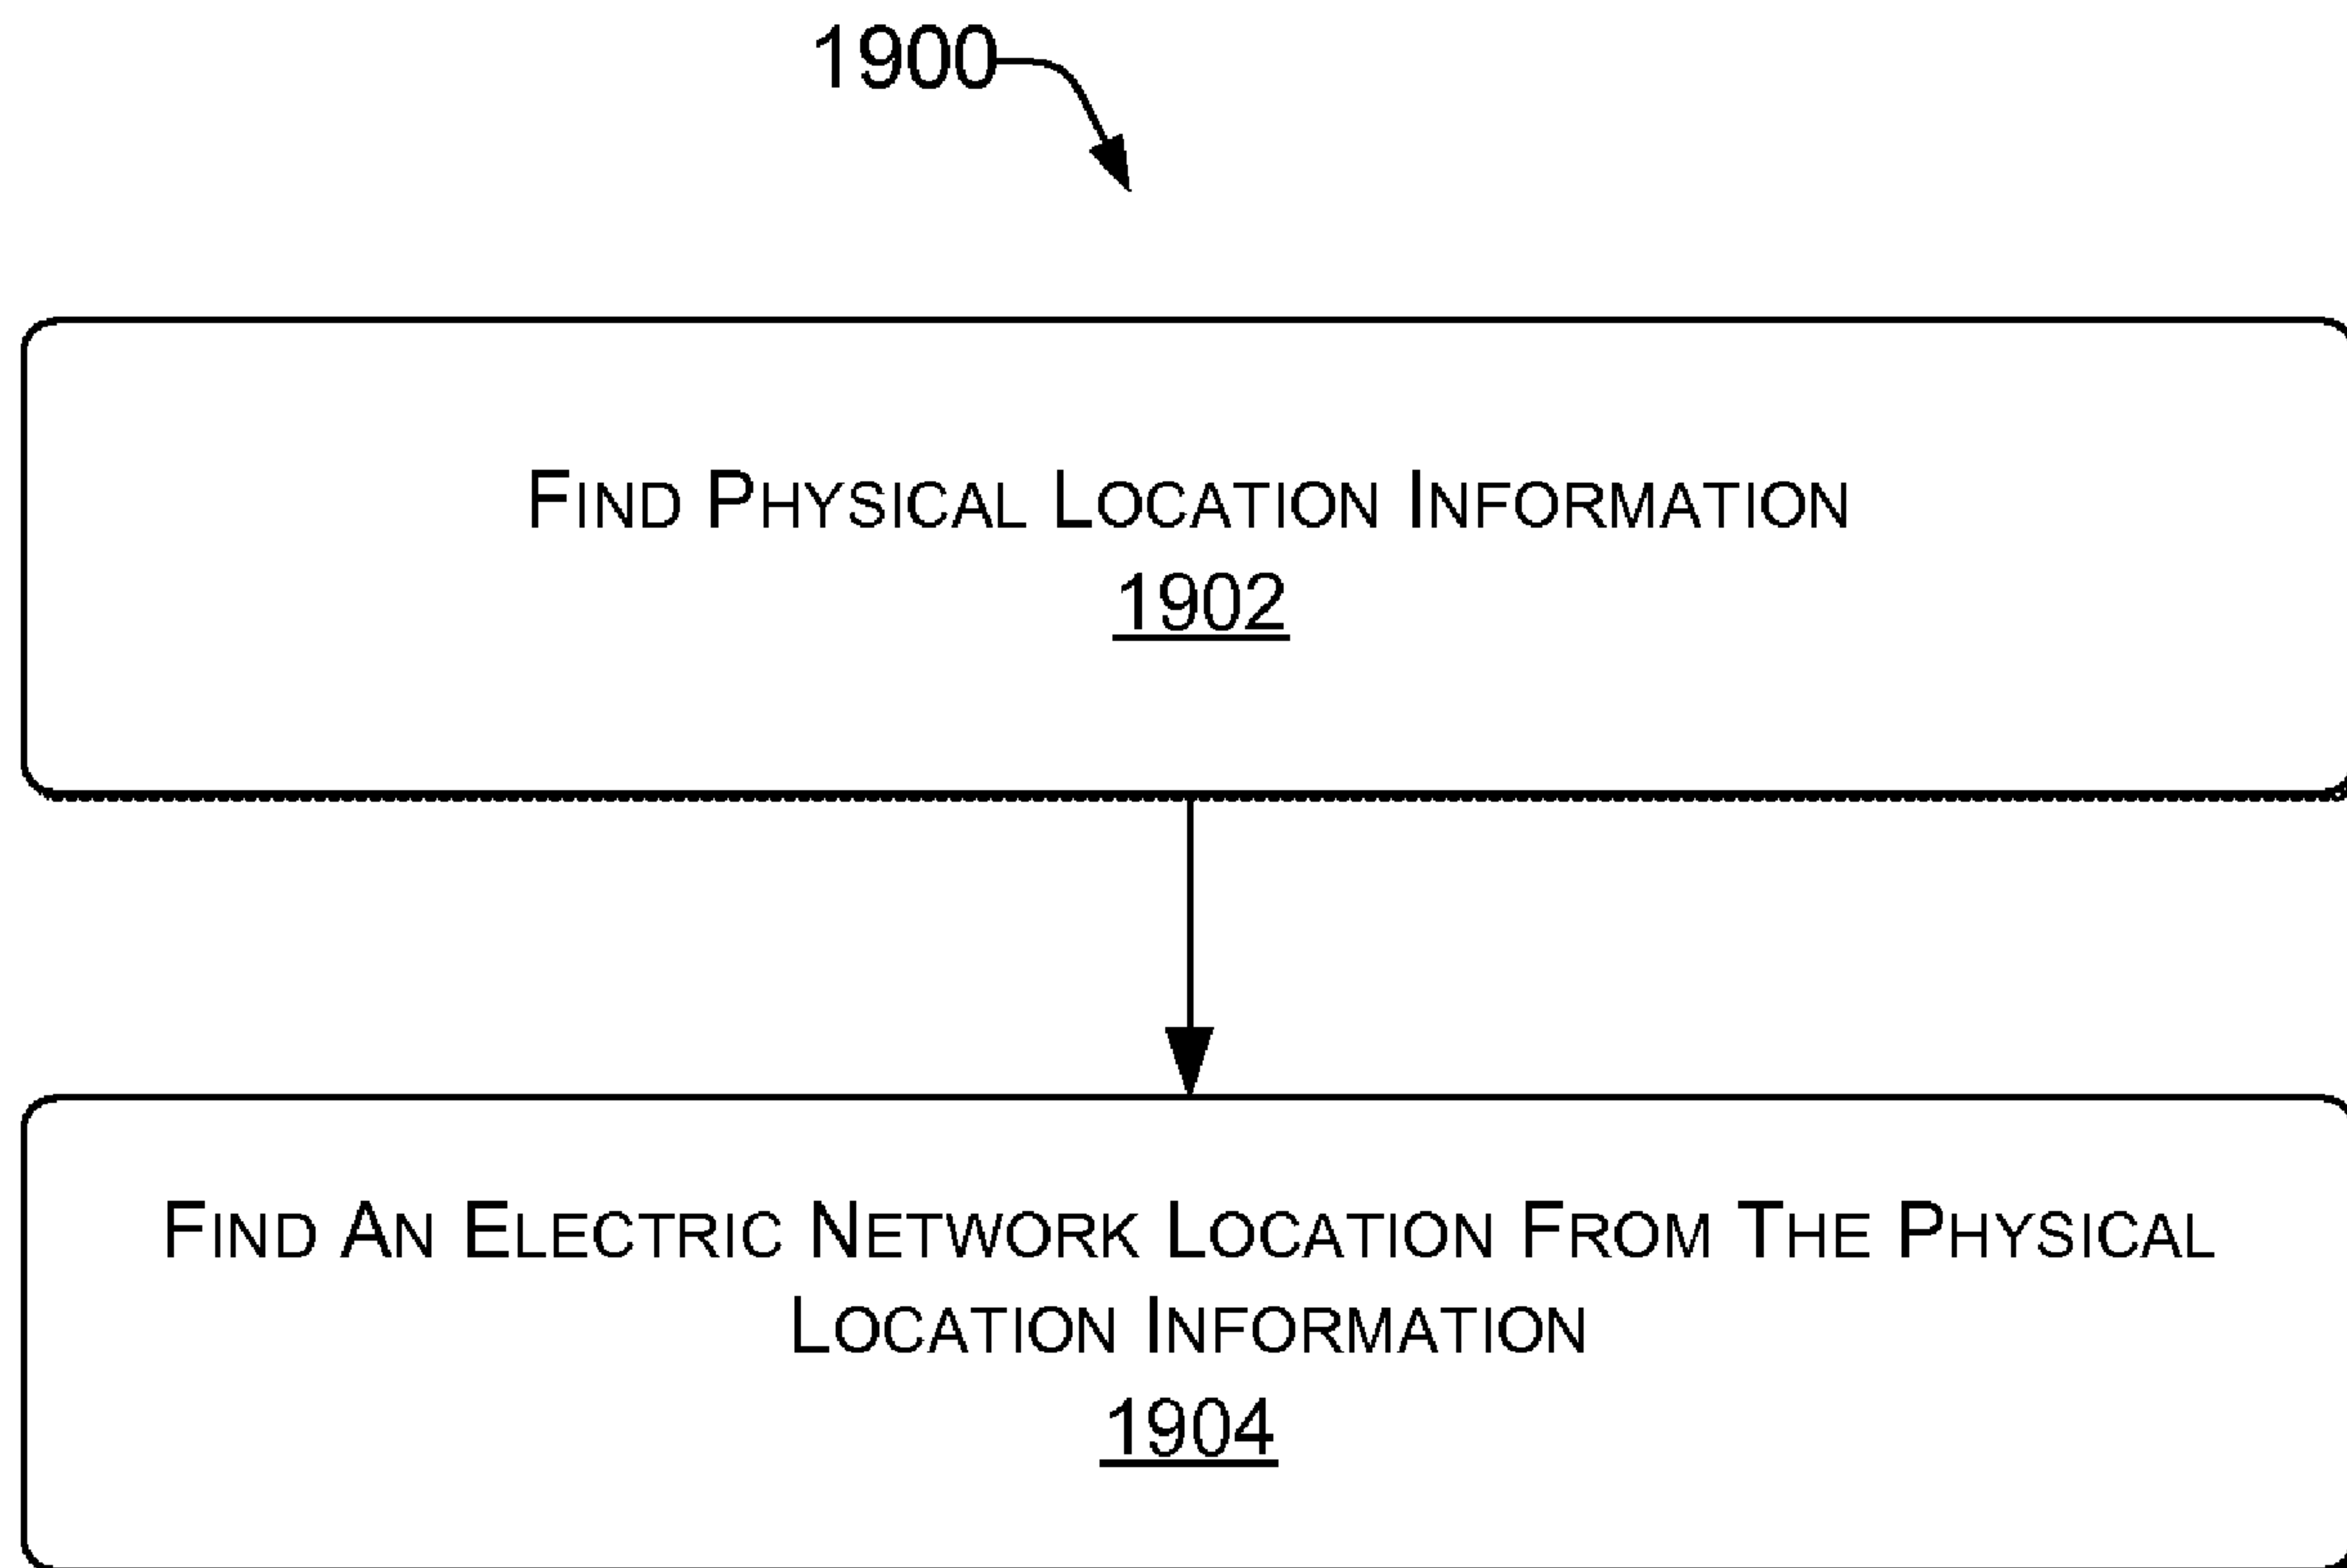 1900
FIND PHYSICAL LOCATION INFORMATION
1902
FIND AN ELECTRIC NETWORK LOCATION FROM THE PHYSICAL
LOCATION INFORMATION
1904